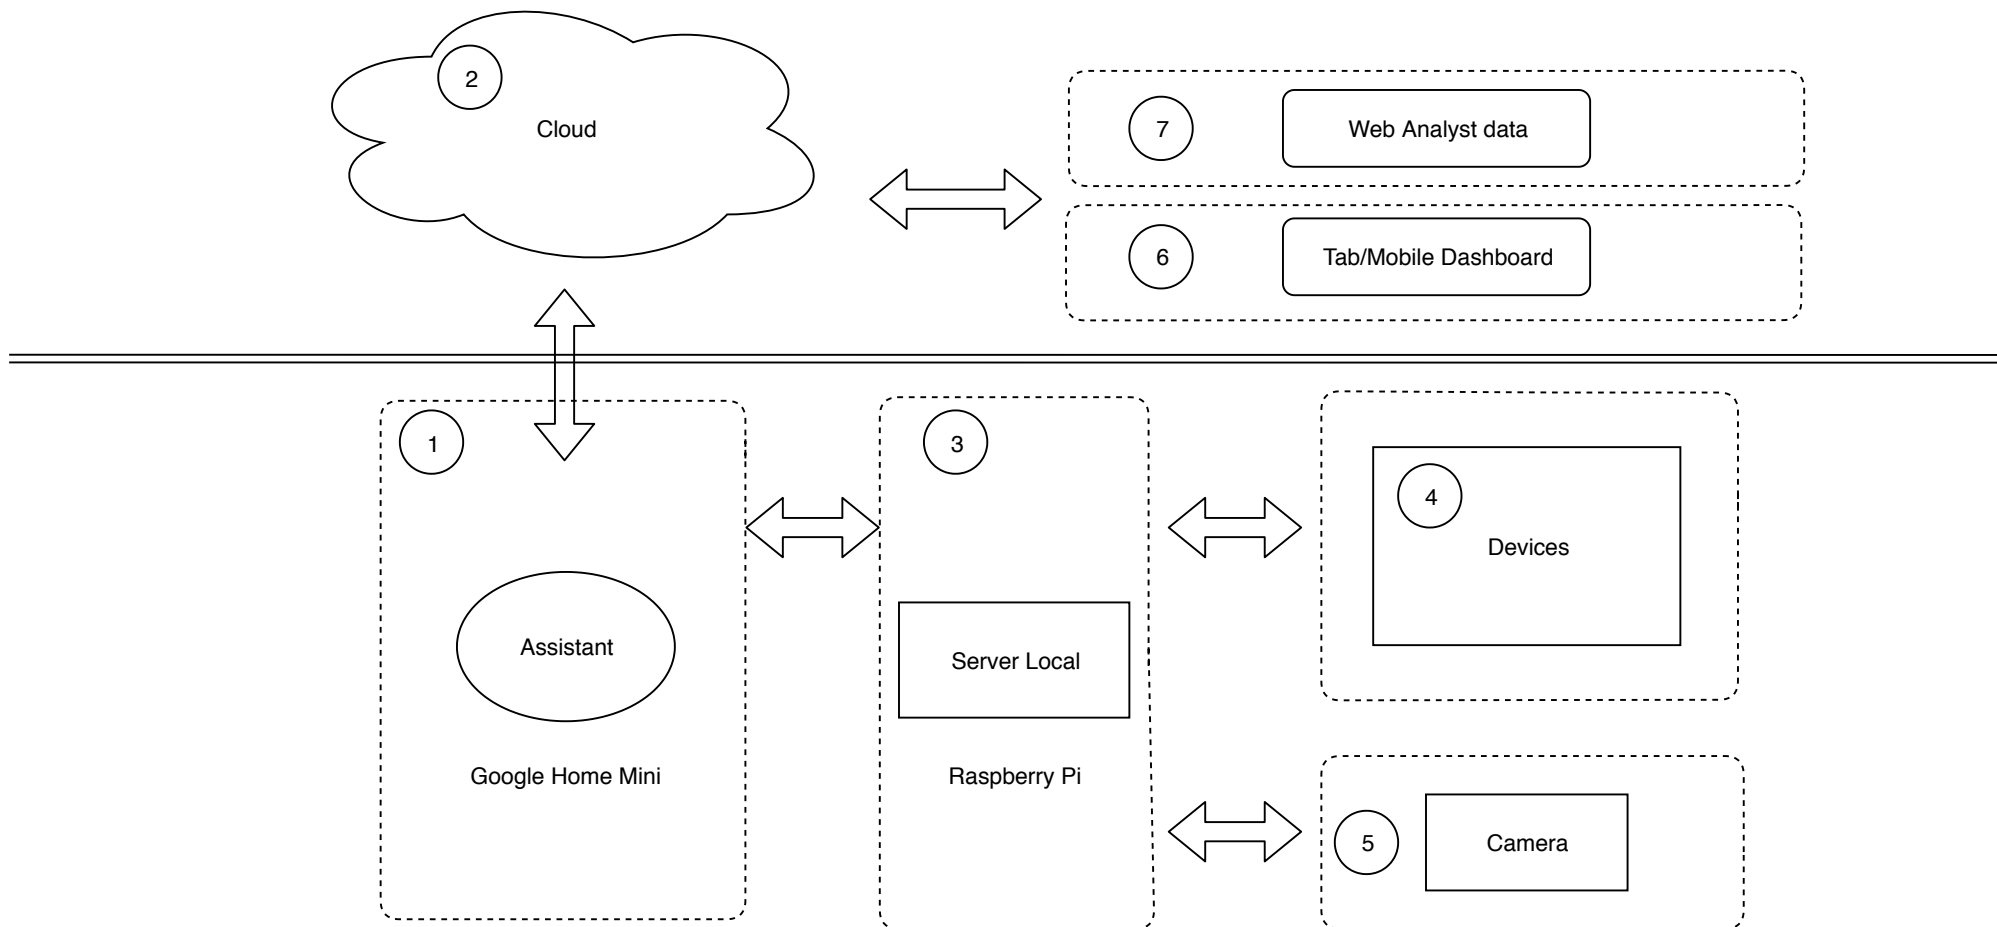 2
Cloud
7
Web Analyst data
6
Tab/Mobile Dashboard
1
Assistant
Google Home Mini
3
Server Local
Raspberry Pi
4
Devices
5
Camera